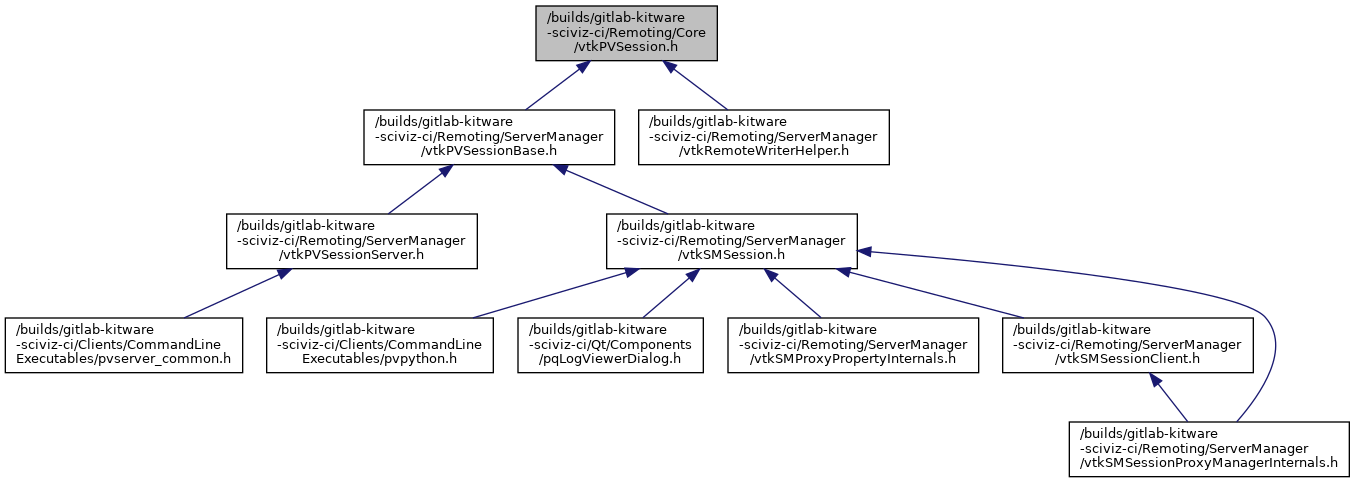 /builds/gitlab-kitware
-sciviz-ci/Remoting/Core
/vtkPVSession.h
/builds/gitlab-kitware
-sciviz-ci/Remoting/ServerManager
/vtkPVSessionBase.h
/builds/gitlab-kitware
-sciviz-ci/Remoting/ServerManager
/vtkRemoteWriterHelper.h
/builds/gitlab-kitware
-sciviz-ci/Remoting/ServerManager
/vtkPVSessionServer.h
/builds/gitlab-kitware
-sciviz-ci/Remoting/ServerManager
/vtkSMSession.h
/builds/gitlab-kitware
-sciviz-ci/Clients/CommandLine
Executables/pvserver_common.h
/builds/gitlab-kitware
-sciviz-ci/Clients/CommandLine
Executables/pvpython.h
/builds/gitlab-kitware
-sciviz-ci/Qt/Components
/pqLogViewerDialog.h
/builds/gitlab-kitware
-sciviz-ci/Remoting/ServerManager
/vtkSMProxyPropertyInternals.h
/builds/gitlab-kitware
-sciviz-ci/Remoting/ServerManager
/vtkSMSessionClient.h
/builds/gitlab-kitware
-sciviz-ci/Remoting/ServerManager
/vtkSMSessionProxyManagerInternals.h